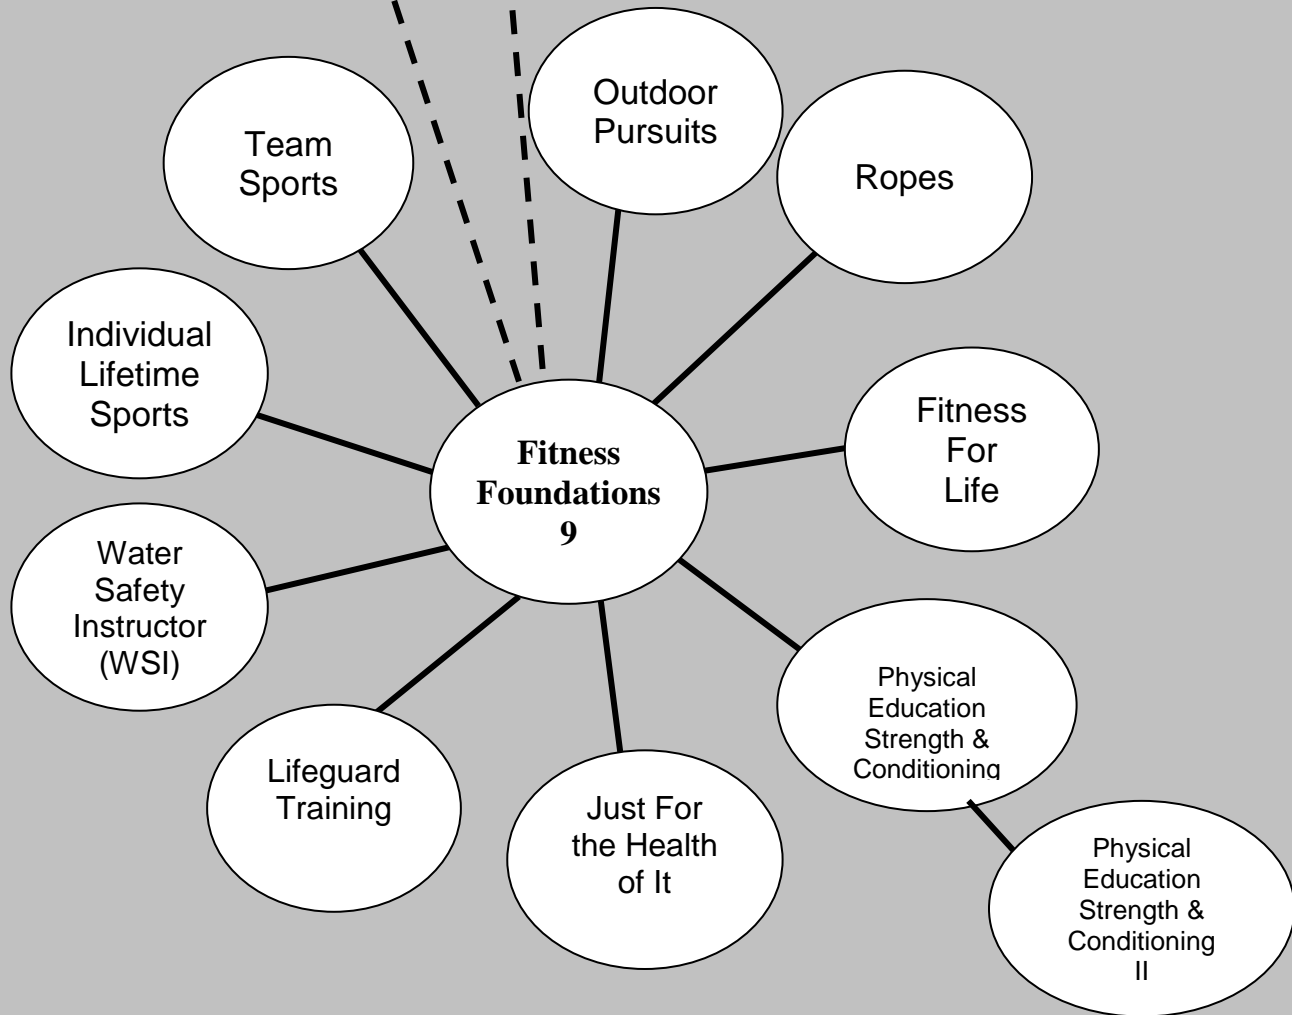 Outdoor
Pursuits
Team
Sports
Ropes
Individual
Lifetime
Sports
Fitness
For
Life
Fitness
Foundations
9
Water
Safety
Instructor
(WSI)
Physical
Education
Strength &
Conditioning
Lifeguard
Training
Just For
the Health
of It
Physical
Education
Strength &
Conditioning
II